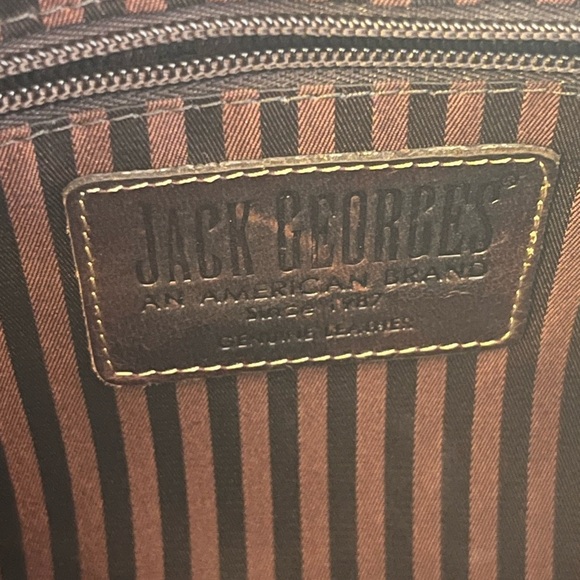 JACK GEORGES®
AN AMERICAN BRAND
SINCE 1987
GENUINE LEATHER